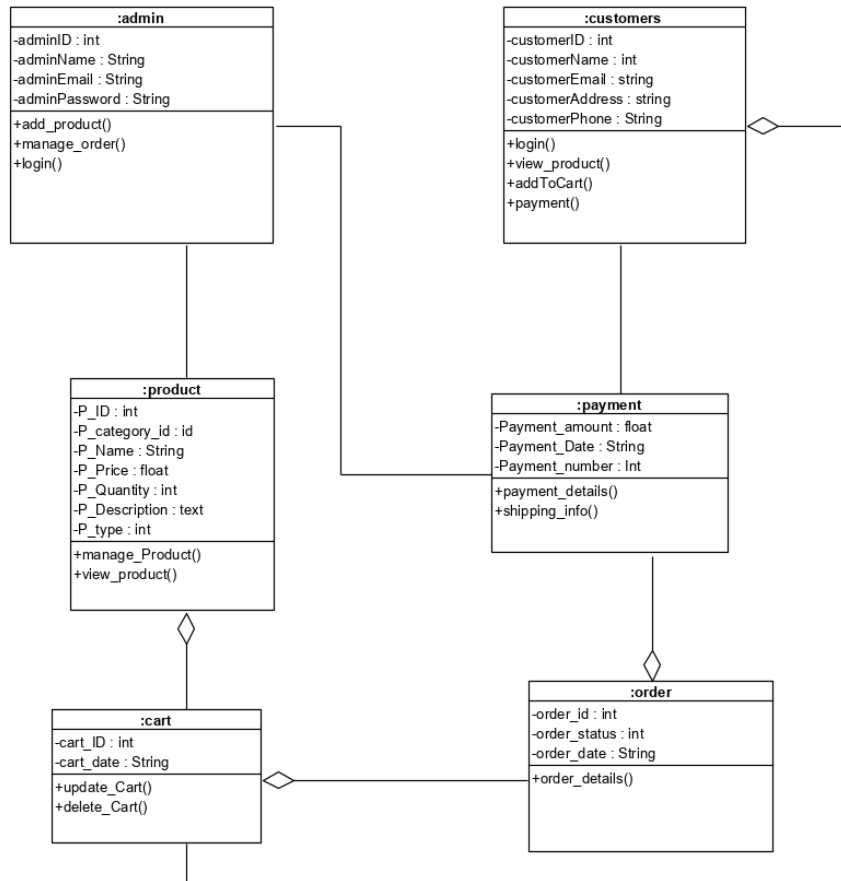 :admin
-adminID : int
-adminName : String
-adminEmail : String
-adminPassword : String
+add_product()
+manage_order()
+login()
:customers
-customerID : int
-customerName : int
-customerEmail : string
-customerAddress : string
-customerPhone : String
+login()
+view_product()
+addToCart()
+payment()
:product
-P_ID : int
-P_category_id : id
-P_Name : String
-P_Price : float
-P_Quantity : int
-P_Description : text
-P_type : int
+manage_Product()
+view_product()
:payment
-Payment_amount : float
-Payment_Date : String
-Payment_number : Int
+payment_details()
+shipping_info()
:cart
-cart_ID : int
-cart_date : String
+update_Cart()
+delete_Cart()
:order
-order_id : int
-order_status : int
-order_date : String
+order_details()